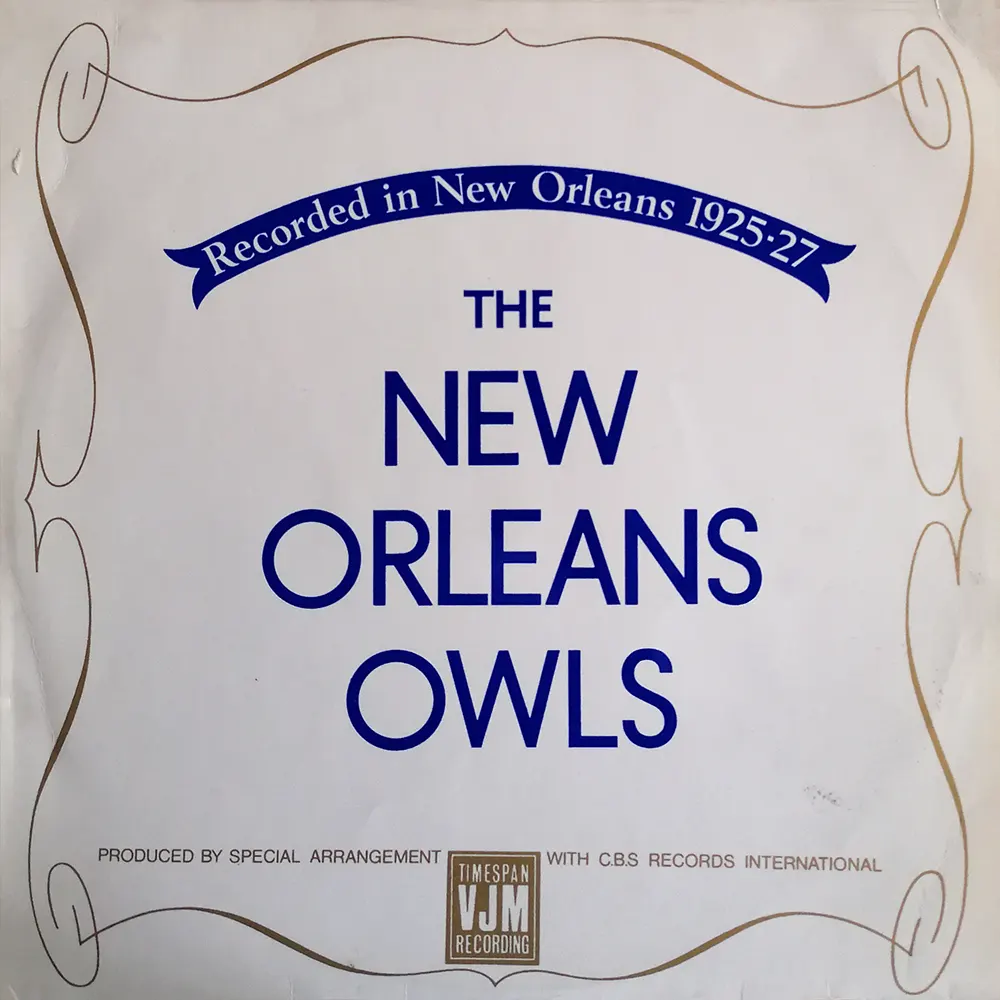 Recorded in New Orleans 1925-27
THE
NEW
ORLEANS
OWLS
PRODUCED BY SPECIAL ARRANGEMENT
TIMESPAN
VJM
RECORDING
WITH C.B.S RECORDS INTERNATIONAL